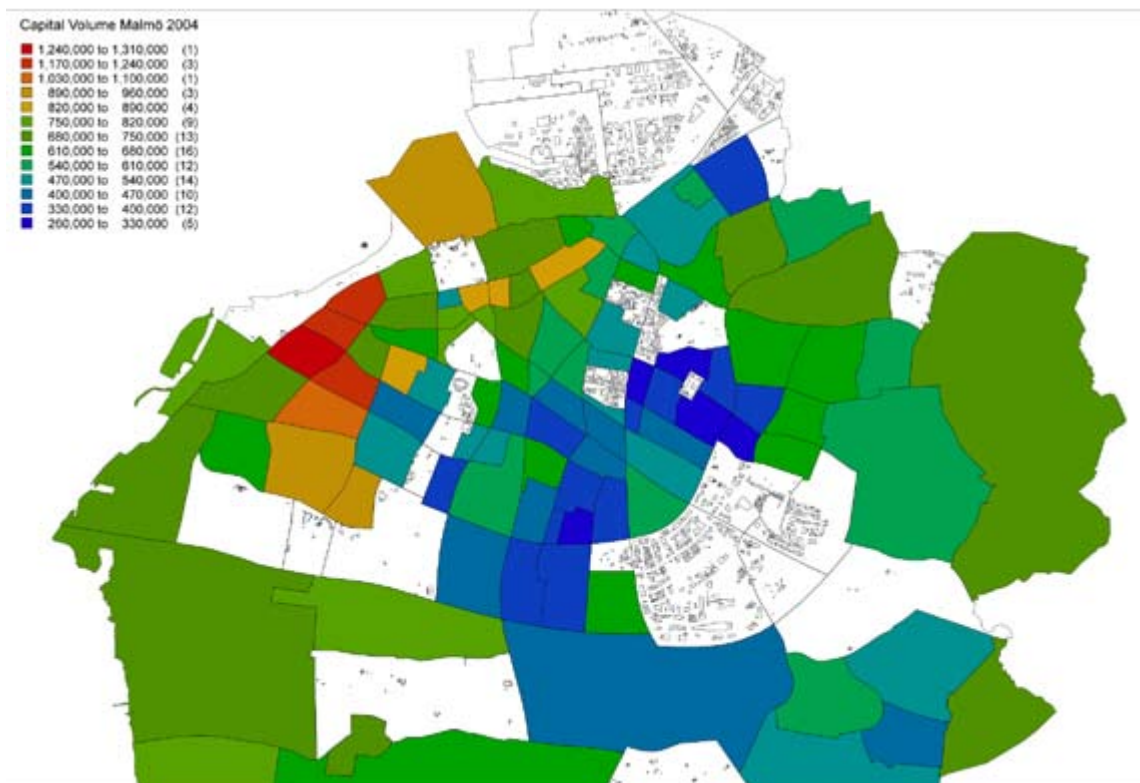 Capital Volume Malmö 2004
1,240,000 to 1,310,000 (1)
1,170,000 to 1,240,000 (3)
1,030,000 to 1,100,000 (1)
890,000 to 960,000 (3)
820,000 to 890,000 (4)
750,000 to 820,000 (9)
680,000 to 750,000 (13)
610,000 to 680,000 (16)
540,000 to 610,000 (12)
470,000 to 540,000 (14)
400,000 to 470,000 (10)
330,000 to 400,000 (12)
260,000 to 330,000 (5)